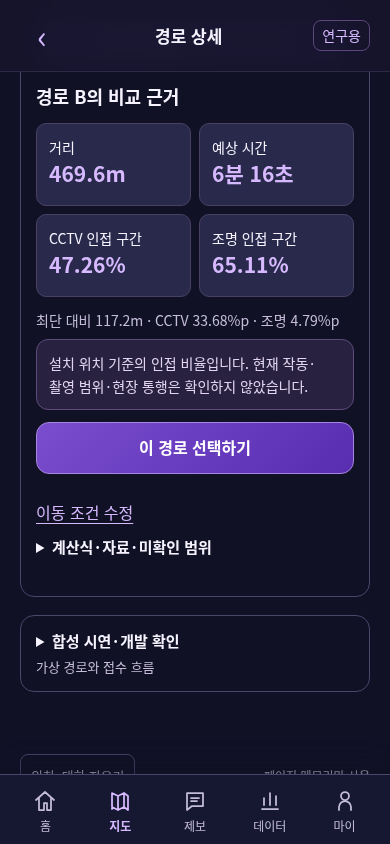 ‹
경로 상세
연구용
경로 B의 비교 근거
거리
469.6m
예상 시간
6분 16초
CCTV 인접 구간
47.26%
조명 인접 구간
65.11%
최단 대비 117.2m · CCTV 33.68%p · 조명 4.79%p
설치 위치 기준의 인접 비율입니다. 현재 작동·
촬영 범위·현장 통행은 확인하지 않았습니다.
이 경로 선택하기
이동 조건 수정
▶ 계산식·자료·미확인 범위
▶ 합성 시연·개발 확인
가상 경로와 접수 흐름
홈
지도
제보
데이터
마이